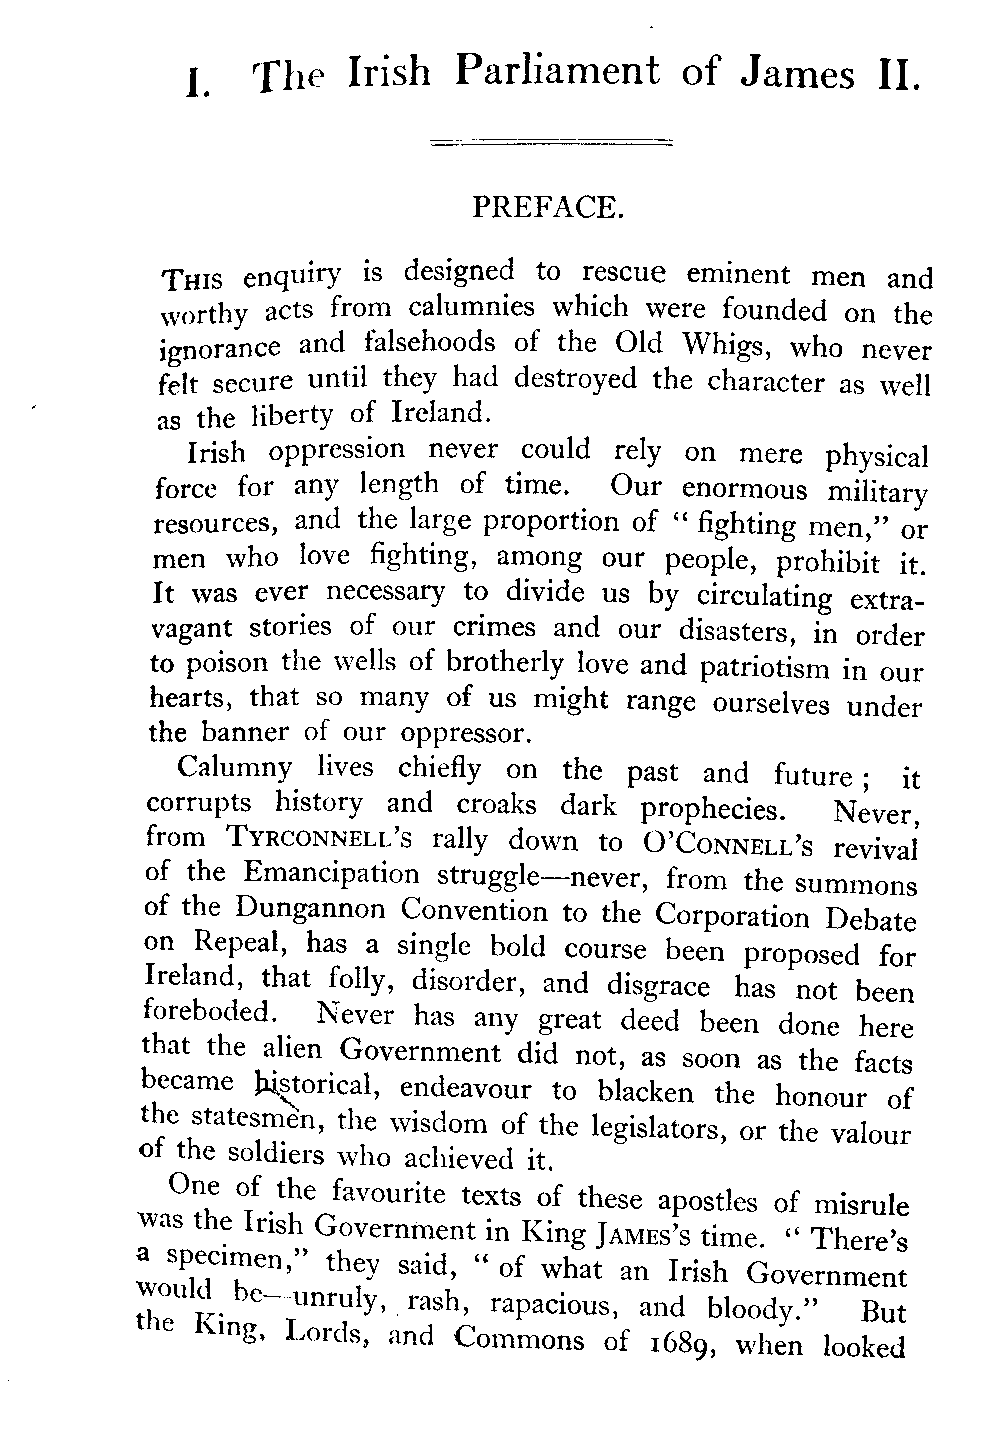 I. The Irish Parliament of James II.
PREFACE.
THIS enquiry is designed to rescue eminent men and
worthy acts from calumnies which were founded on the
ignorance and falsehoods of the Old Whigs, who never
felt secure until they had destroyed the character as well
as the liberty of Ireland.
Irish oppression never could rely on mere physical
force for any length of time. Our enormous military
resources, and the large proportion of “ fighting men,” or
men who love fighting, among our people, prohibit it.
It was ever necessary to divide us by circulating extra-
vagant stories of our crimes and our disasters, in order
to poison the wells of brotherly love and patriotism in our
hearts, that so many of us might range ourselves under
the banner of our oppressor.
Calumny lives chiefly on the past and future ; it
corrupts history and croaks dark prophecies. Never,
from TYRCONNELL’S rally down to O’CONNELL’S revival
of the Emancipation struggle—never, from the summons
of the Dungannon Convention to the Corporation Debate
on Repeal, has a single bold course been proposed for
Ireland, that folly, disorder, and disgrace has not been
foreboded. Never has any great deed been done here
that the alien Government did not, as soon as the facts
became historical, endeavour to blacken the honour of
the statesmen, the wisdom of the legislators, or the valour
of the soldiers who achieved it.
One of the favourite texts of these apostles of misrule
was the Irish Government in King JAMES’S time. “ There’s
a specimen,” they said, “ of what an Irish Government
would be—unruly, rash, rapacious, and bloody.” But
the King, Lords, and Commons of 1689, when looked